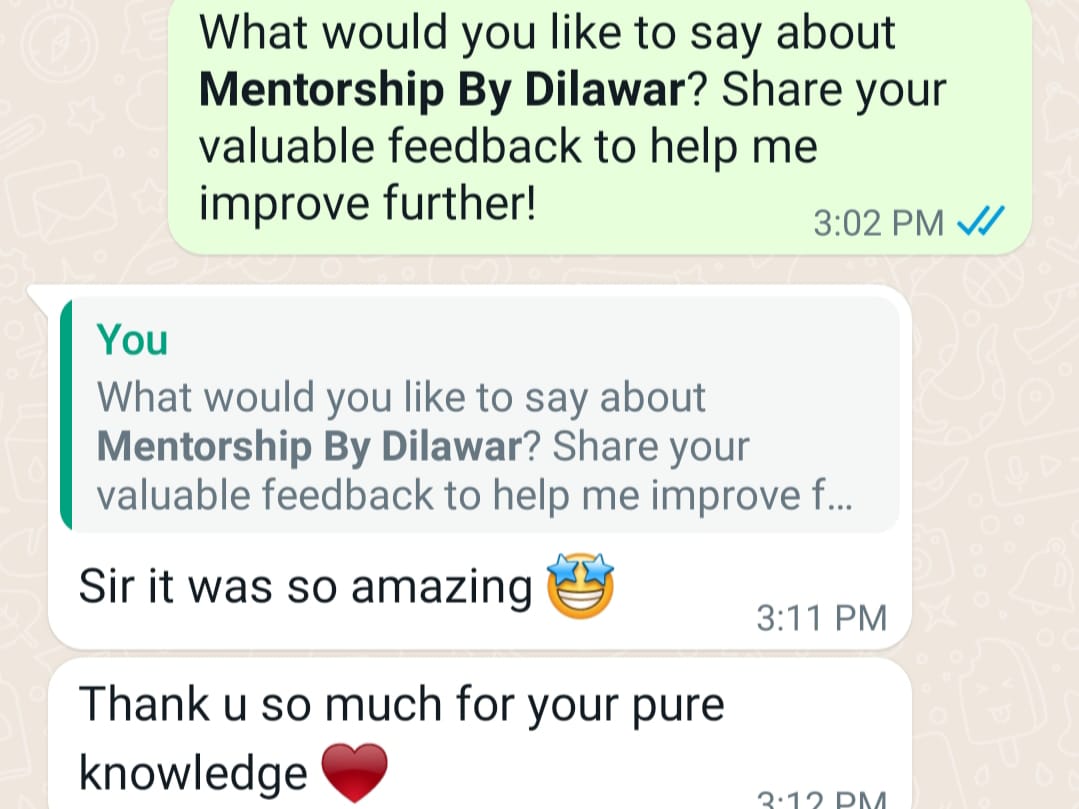 What would you like to say about
Mentorship By Dilawar? Share your
valuable feedback to help me
improve further!
3:02 PM
You
What would you like to say about
Mentorship By Dilawar? Share your
valuable feedback to help me improve f...
Sir it was so amazing 🤩
3:11 PM
Thank u so much for your pure
knowledge ❤️
3:12 PM